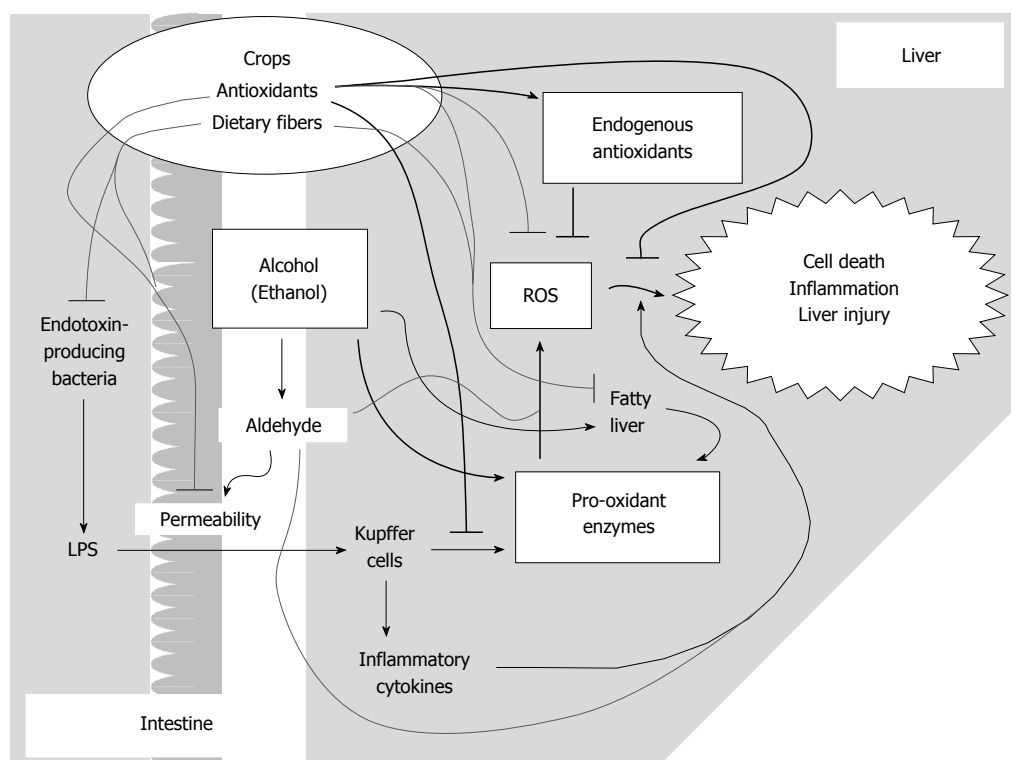 Crops
Antioxidants
Dietary fibers
Liver
Endogenous
antioxidants
Alcohol
(Ethanol)
ROS
Cell death
Inflammation
Liver injury
Endotoxin-
producing
bacteria
Aldehyde
Fatty
liver
Permeability
Pro-oxidant
enzymes
LPS
Kupffer
cells
Inflammatory
cytokines
Intestine